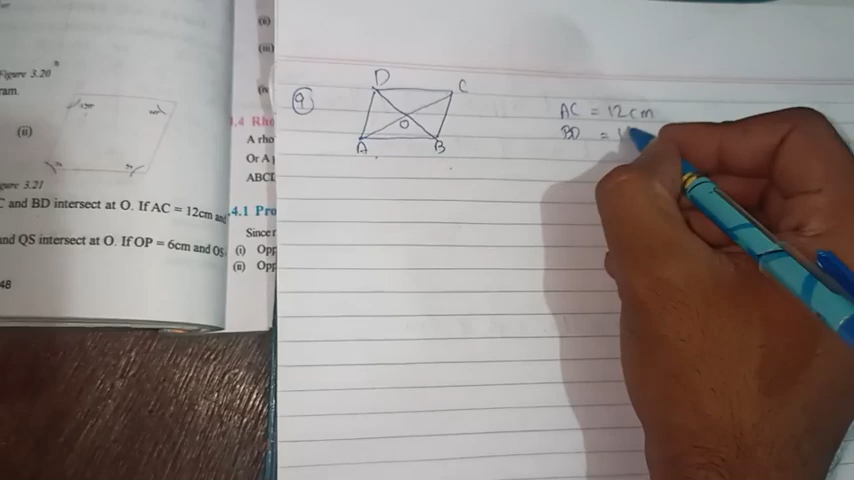 (ii)
Figure 3.20
ram.
(iii)
(ii)
.4 Rho
A rho
Or A
ABCD
gure 3.21
C and BD intersect at O. If AC = 12cm and
.4.1 Pro
Since r
and QS intersect at O. If OP = 6cm and OS
(i) Opp
(ii) Opp
48
9
D C
O
A B
AC = 12cm
BD = 1